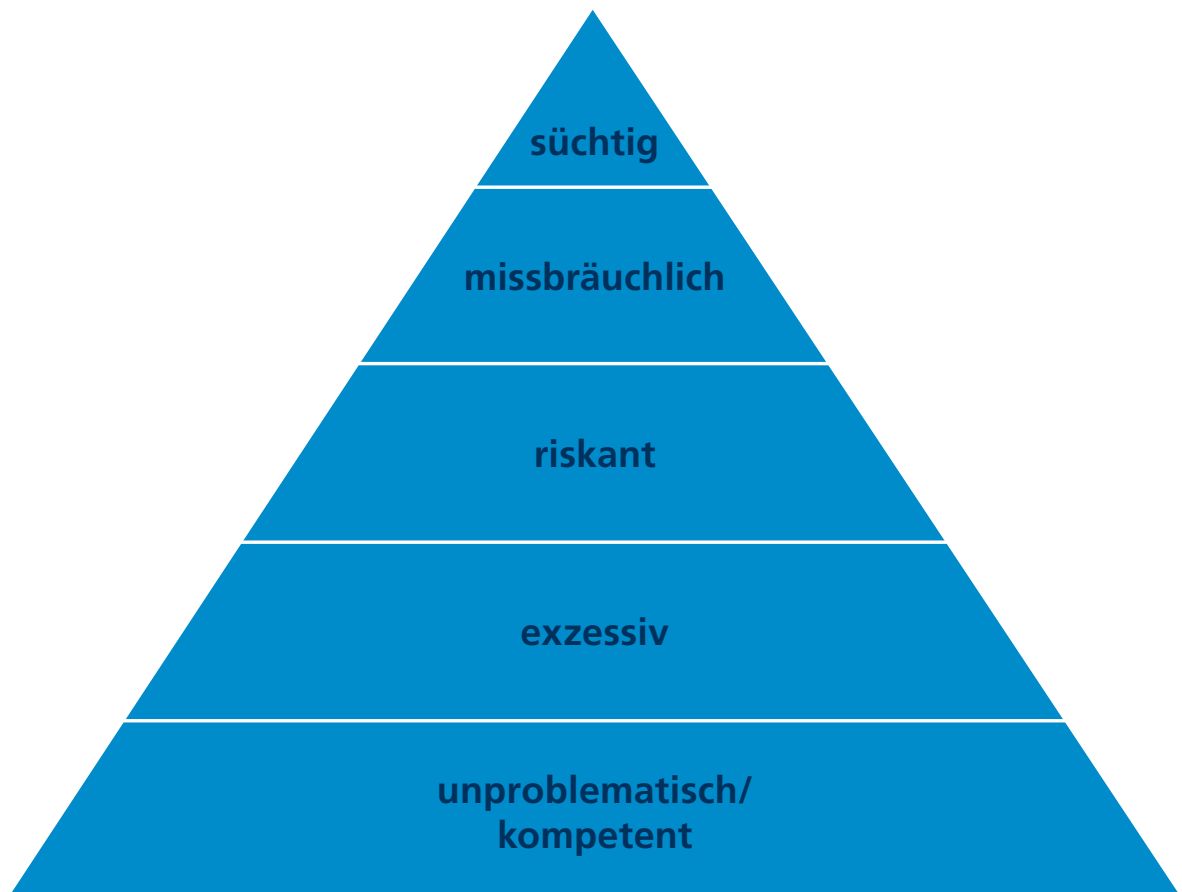 süchtig
missbräuchlich
riskant
exzessiv
unproblematisch/
kompetent